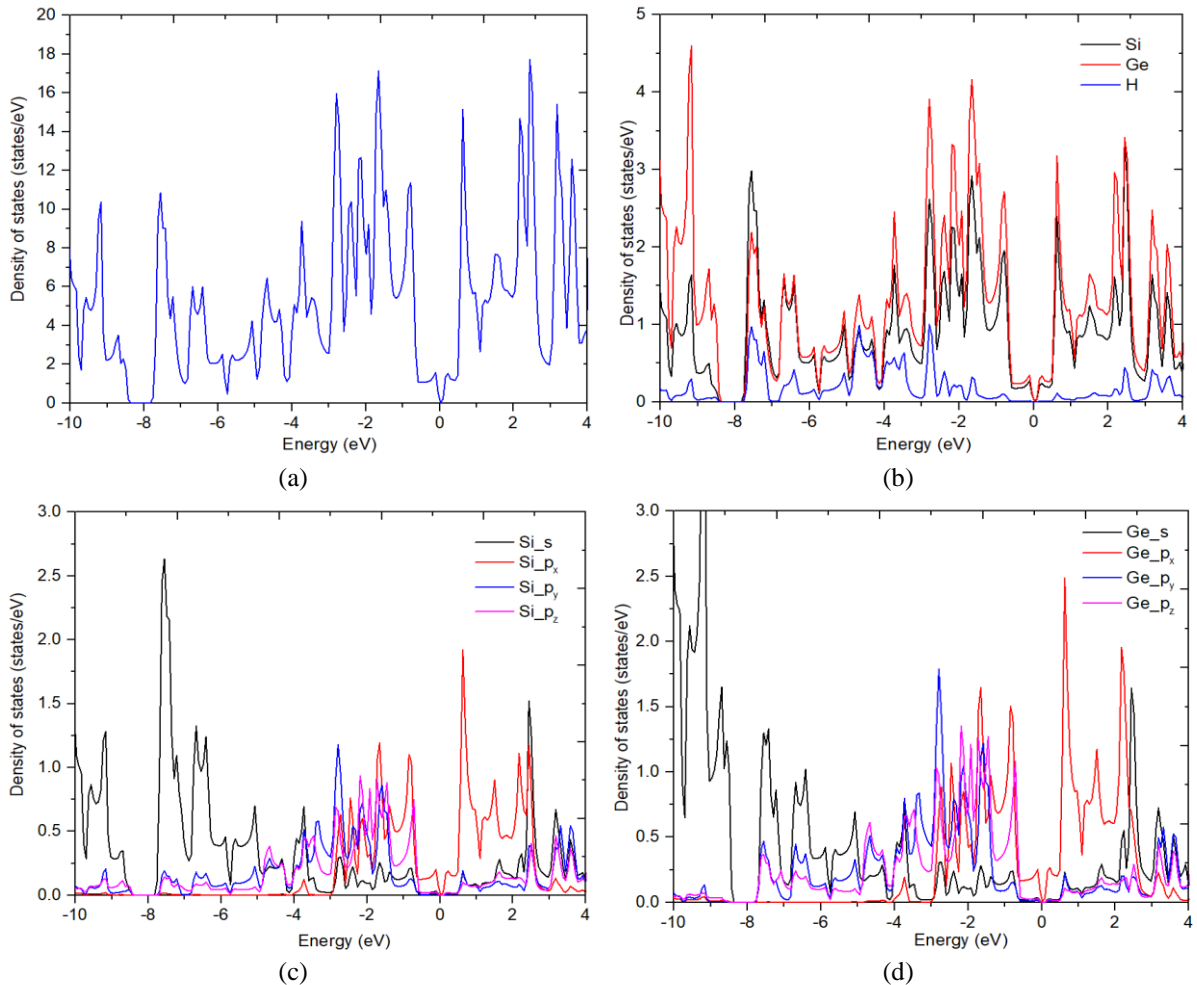 20
18
16
14
12
10
8
6
4
2
0
Density of states (states/eV)
-10 -8 -6 -4 -2 0 2 4
Energy (eV)
(a)
5
4
3
2
1
0
Density of states (states/eV)
Si
Ge
H
-10 -8 -6 -4 -2 0 2 4
Energy (eV)
(b)
3.0
2.5
2.0
1.5
1.0
0.5
0.0
Density of states (states/eV)
Si_s
Si_px
Si_py
Si_pz
-10 -8 -6 -4 -2 0 2 4
Energy (eV)
(c)
3.0
2.5
2.0
1.5
1.0
0.5
0.0
Density of states (states/eV)
Ge_s
Ge_px
Ge_py
Ge_pz
-10 -8 -6 -4 -2 0 2 4
Energy (eV)
(d)